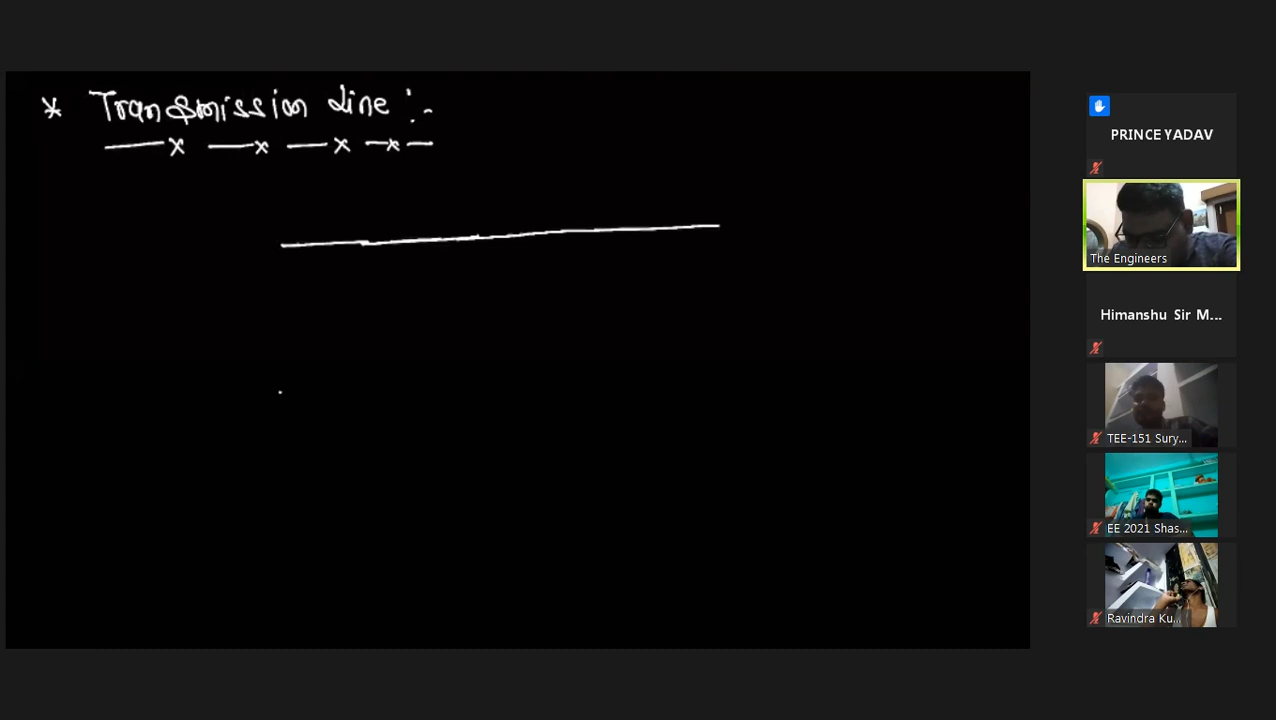 * Transmission Line :-
PRINCE YADAV
The Engineers
Himanshu Sir M...
TEE-151 Sury...
EE 2021 Shas...
Ravindra Ku...